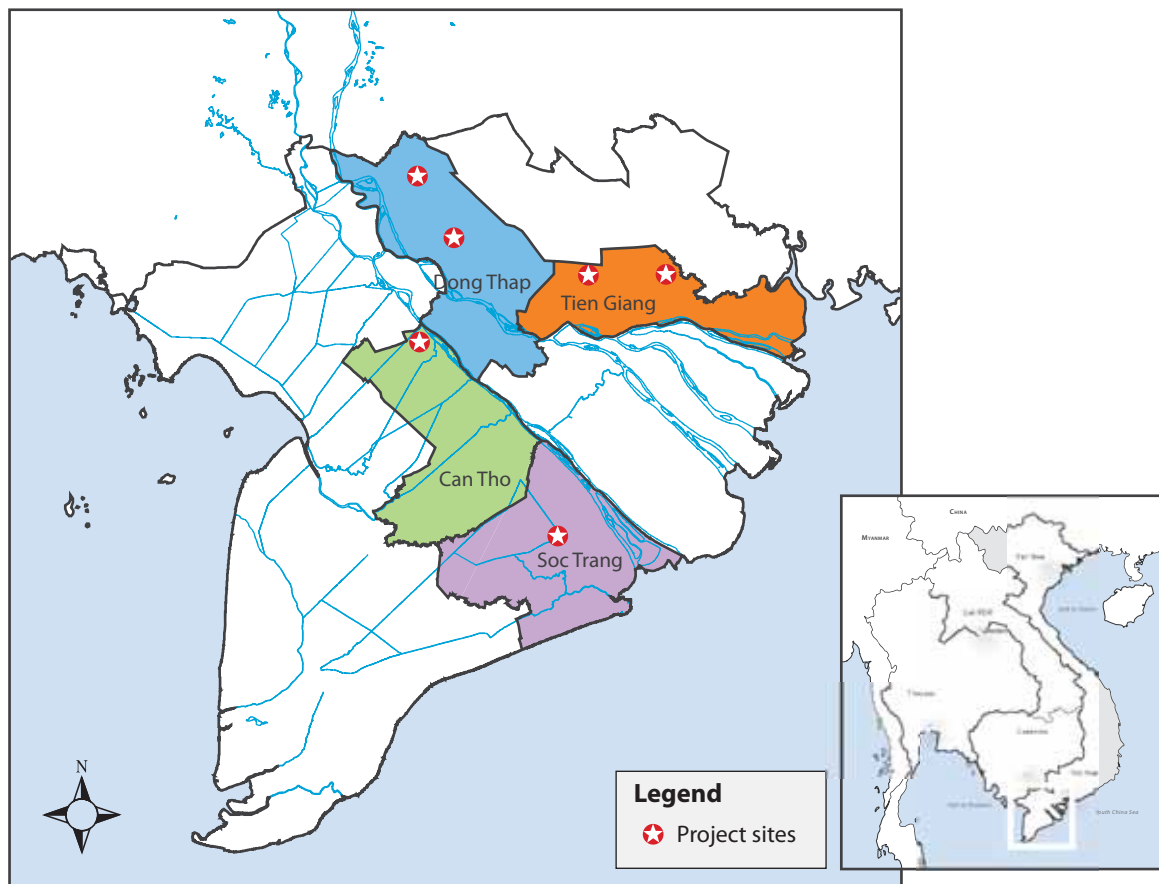 Dong Thap
Tien Giang
Can Tho
Soc Trang
N
Legend
Project sites
CHINA
MYANMAR
South China Sea